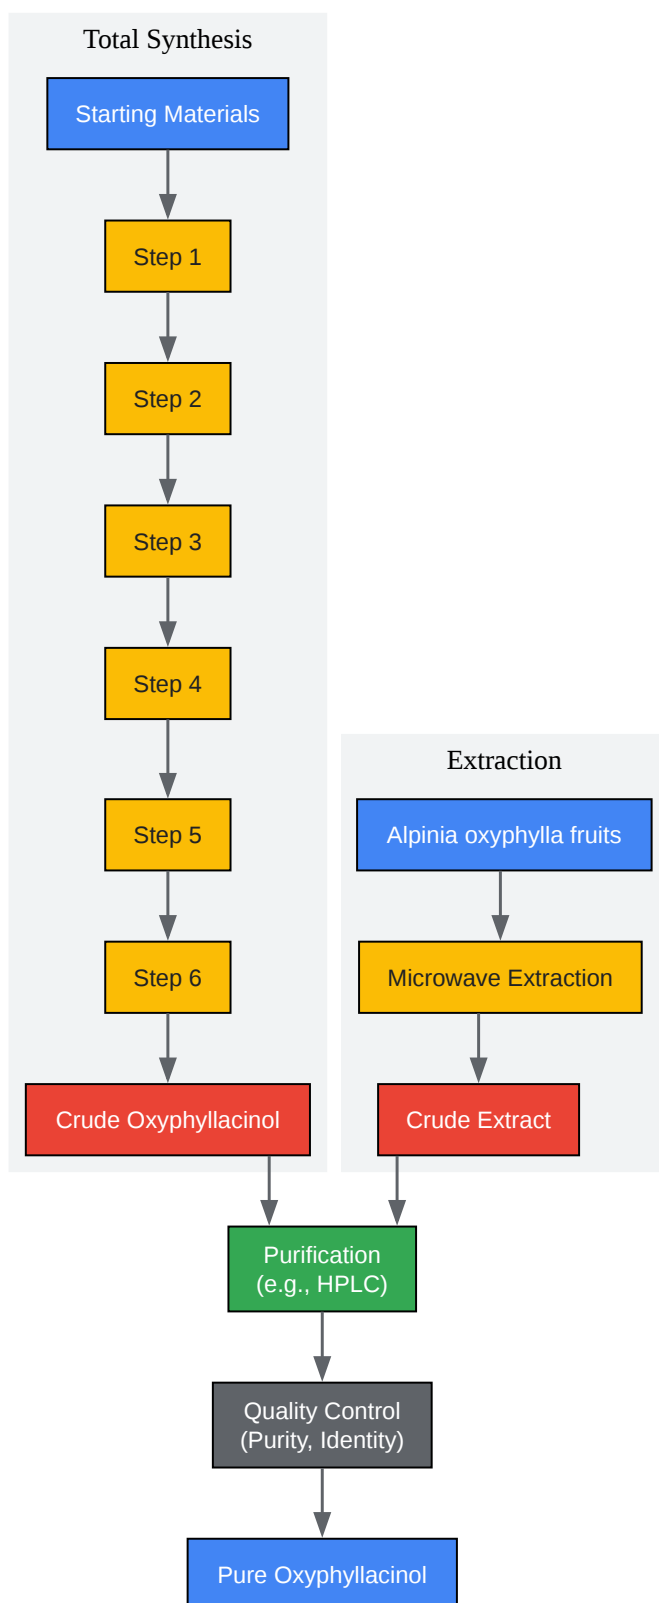 Total Synthesis
Starting Materials
Step 1
Step 2
Step 3
Step 4
Step 5
Step 6
Crude Oxyphyllacinol
Extraction
Alpinia oxyphylla fruits
Microwave Extraction
Crude Extract
Purification
(e.g., HPLC)
Quality Control
(Purity, Identity)
Pure Oxyphyllacinol